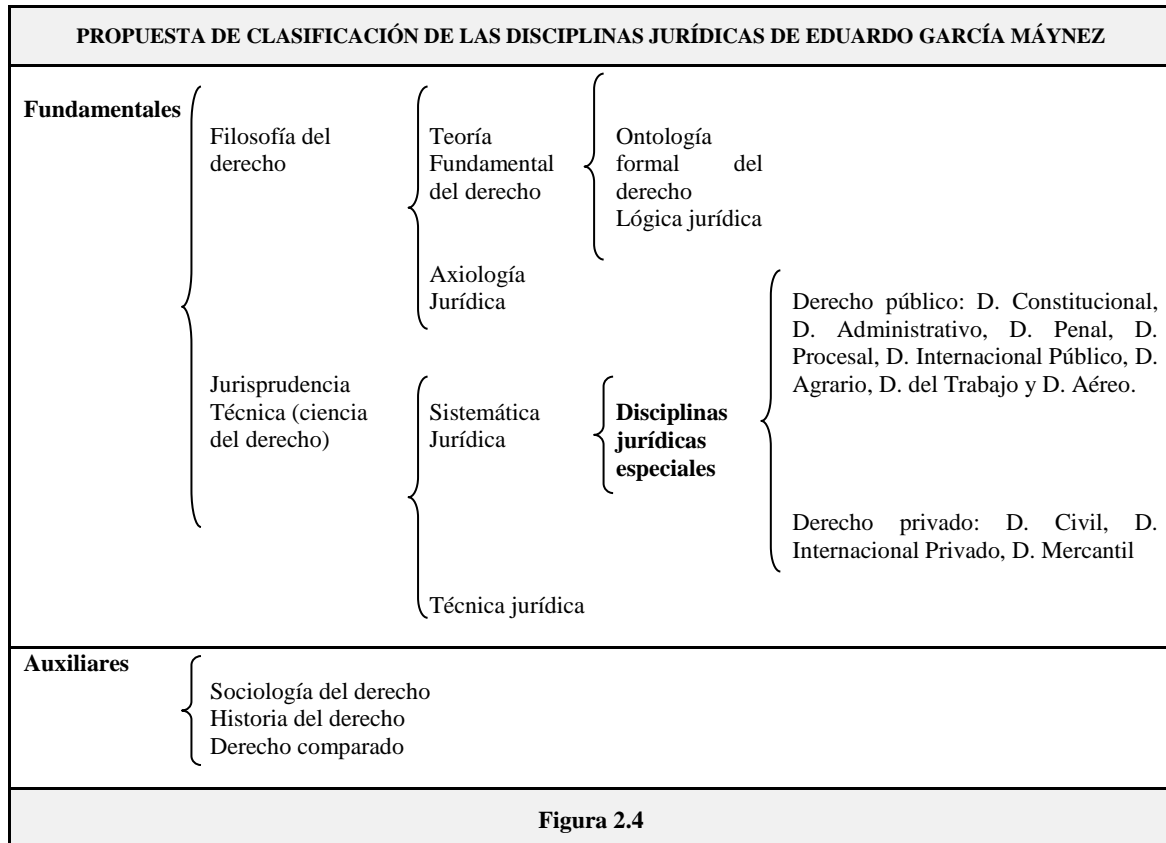 PROPUESTA DE CLASIFICACIÓN DE LAS DISCIPLINAS JURÍDICAS DE EDUARDO GARCÍA MÁYNEZ
Fundamentales
Filosofía del
derecho
Teoría
Fundamental
del derecho
Ontología
formal del
derecho
Lógica jurídica
Axiología
Jurídica
Jurisprudencia
Técnica (ciencia
del derecho)
Sistemática
Jurídica
Disciplinas
jurídicas
especiales
Derecho público: D. Constitucional,
D. Administrativo, D. Penal, D.
Procesal, D. Internacional Público, D.
Agrario, D. del Trabajo y D. Aéreo.
Derecho privado: D. Civil, D.
Internacional Privado, D. Mercantil
Técnica jurídica
Auxiliares
Sociología del derecho
Historia del derecho
Derecho comparado
Figura 2.4